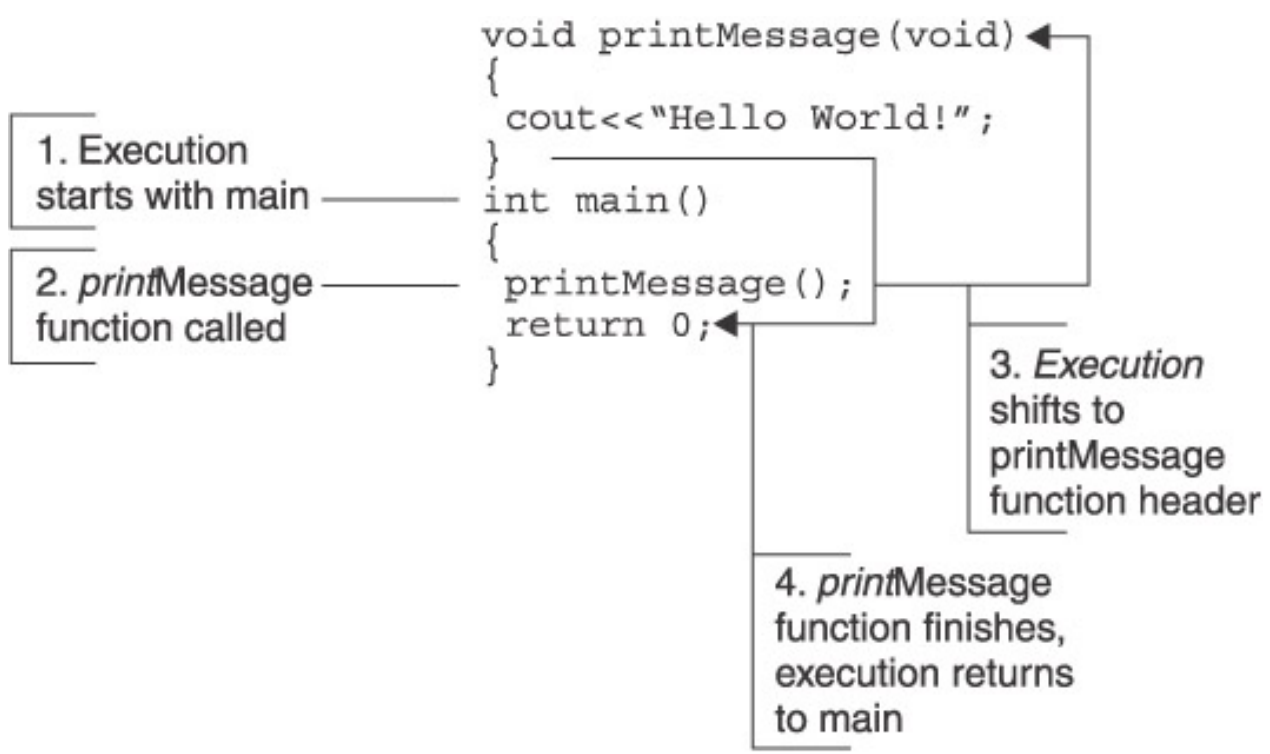 void printMessage(void)
{
cout<<“Hello World!”;
}
int main()
{
printMessage();
return 0;
}
1. Execution
starts with main
2. printMessage
function called
3. Execution
shifts to
printMessage
function header
4. printMessage
function finishes,
execution returns
to main